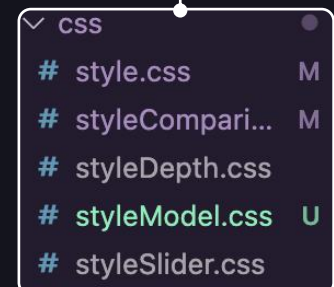 css
# style.css M
# styleCompari... M
# styleDepth.css
# styleModel.css U
# styleSlider.css